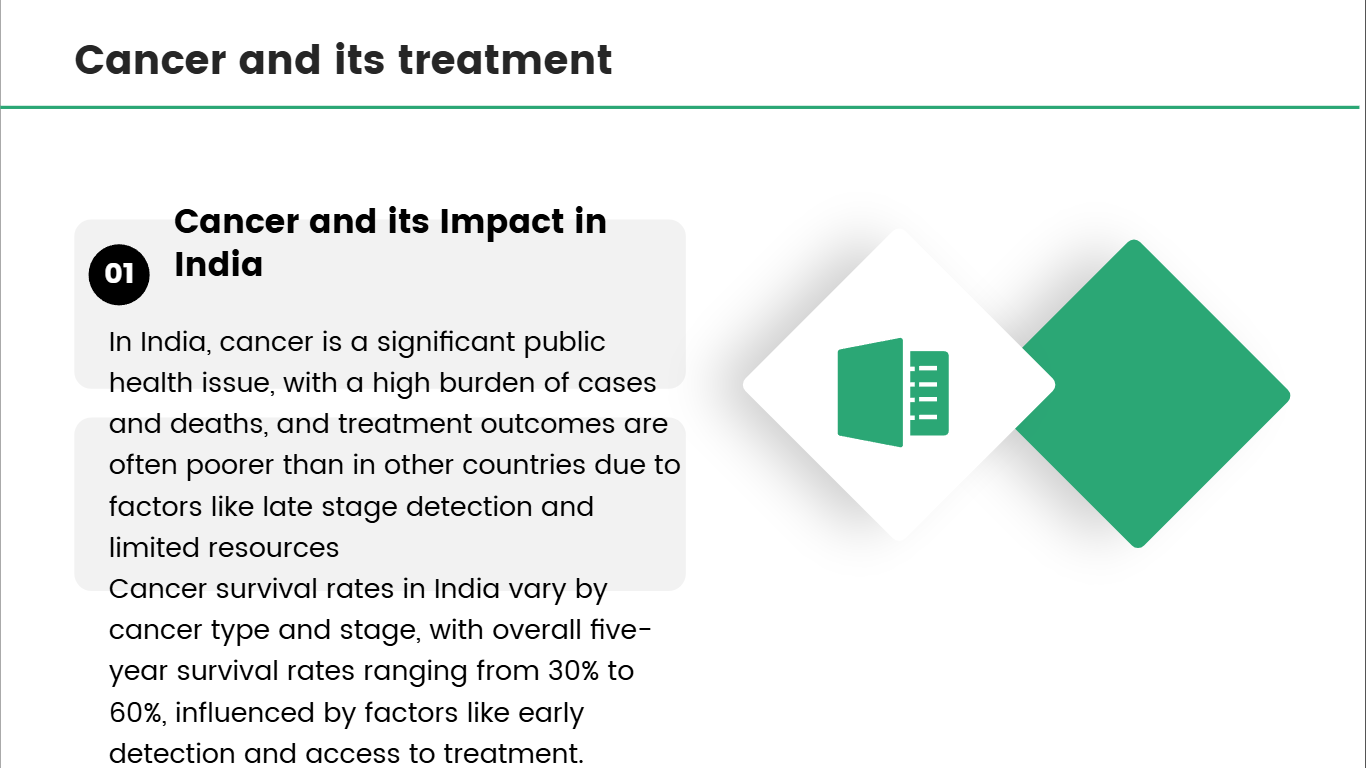 Cancer and its treatment
Cancer and its Impact in
India
01
In India, cancer is a significant public
health issue, with a high burden of cases
and deaths, and treatment outcomes are
often poorer than in other countries due to
factors like late stage detection and
limited resources
Cancer survival rates in India vary by
cancer type and stage, with overall five-
year survival rates ranging from 30% to
60%, influenced by factors like early
detection and access to treatment.